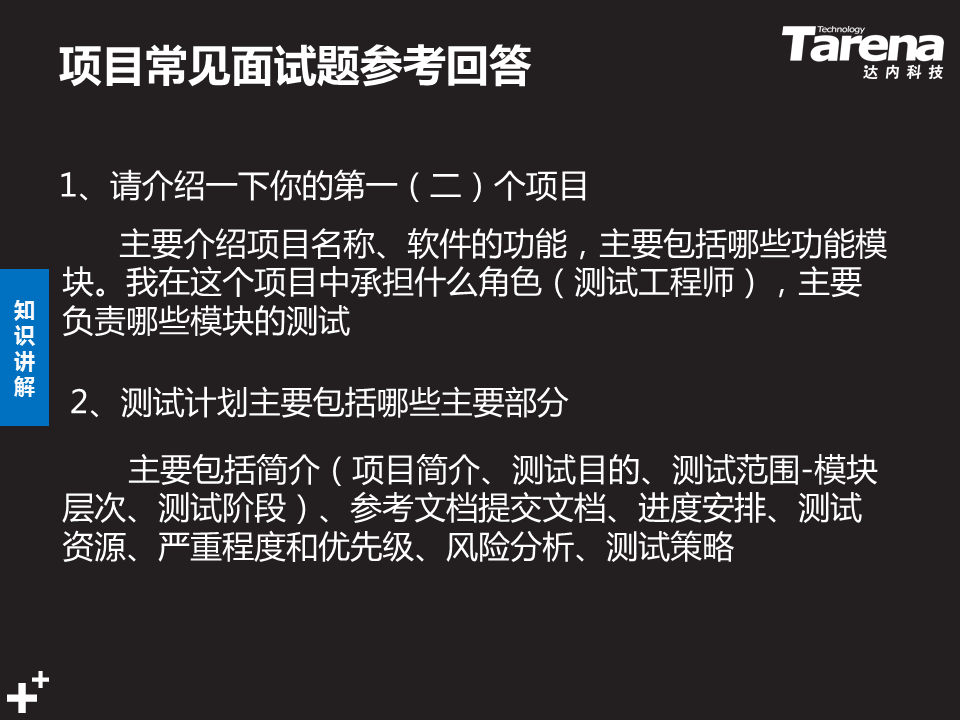 项目常见面试题参考回答
Technology
Tarena
达内科技
1、请介绍一下你的第一（二）个项目
主要介绍项目名称、软件的功能，主要包括哪些功能模
块。我在这个项目中承担什么角色（测试工程师），主要
负责哪些模块的测试
知
识
讲
解
2、测试计划主要包括哪些主要部分
主要包括简介（项目简介、测试目的、测试范围-模块
层次、测试阶段）、参考文档提交文档、进度安排、测试
资源、严重程度和优先级、风险分析、测试策略